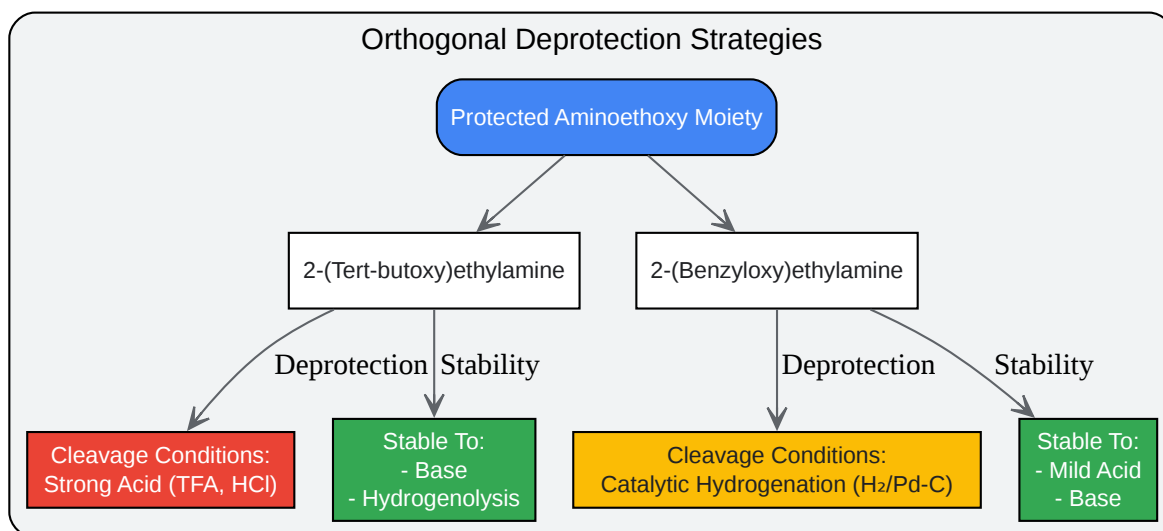 Orthogonal Deprotection Strategies
Protected Aminoethoxy Moiety
2-(Tert-butoxy)ethylamine
2-(Benzyloxy)ethylamine
Deprotection
Stability
Deprotection
Stability
Cleavage Conditions:
Strong Acid (TFA, HCl)
Stable To:
- Base
- Hydrogenolysis
Cleavage Conditions:
Catalytic Hydrogenation (H₂/Pd-C)
Stable To:
- Mild Acid
- Base